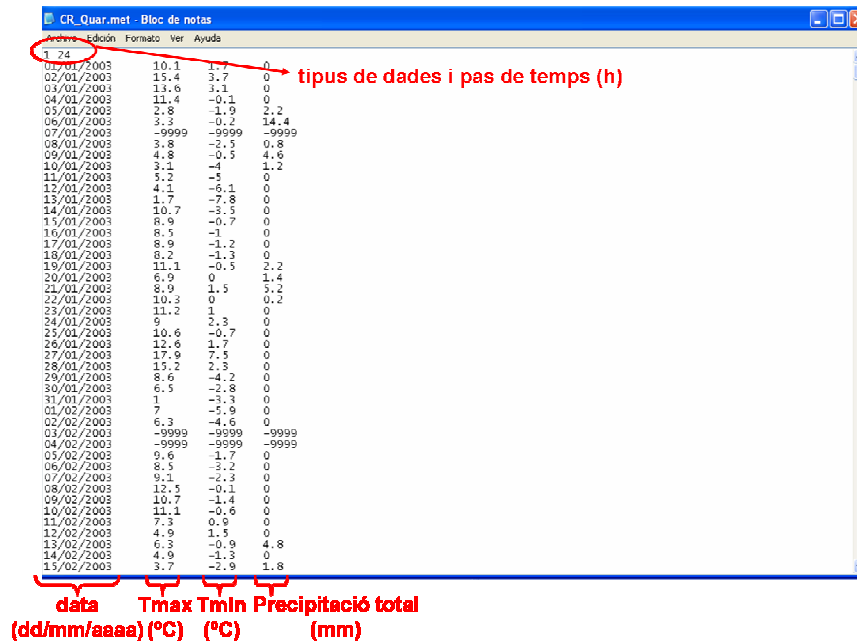 CR_Quar.met - Bloc de notas
Archivo Edición Formato Ver Ayuda
1 24
tipus de dades i pas de temps (h)
01/01/2003 10.1 1.7 0
02/01/2003 15.4 3.7 0
03/01/2003 13.6 3.1 0
04/01/2003 11.4 -0.1 0
05/01/2003 2.8 -1.9 2.2
06/01/2003 3.3 -0.2 14.4
07/01/2003 -9999 -9999 -9999
08/01/2003 3.8 -2.5 0.8
09/01/2003 4.8 -0.5 4.6
10/01/2003 3.1 -4 1.2
11/01/2003 5.2 -5 0
12/01/2003 4.1 -6.1 0
13/01/2003 1.7 -7.8 0
14/01/2003 10.7 -3.5 0
15/01/2003 8.9 -0.7 0
16/01/2003 8.5 -1 0
17/01/2003 8.9 -1.2 0
18/01/2003 8.2 -1.3 0
19/01/2003 11.1 -0.5 2.2
20/01/2003 6.9 0 1.4
21/01/2003 8.9 1.5 5.2
22/01/2003 10.3 0 0.2
23/01/2003 11.2 1 0
24/01/2003 9 2.3 0
25/01/2003 10.6 -0.7 0
26/01/2003 12.6 1.7 0
27/01/2003 17.9 7.5 0
28/01/2003 15.2 2.3 0
29/01/2003 8.6 -4.2 0
30/01/2003 6.5 -2.8 0
31/01/2003 1 -3.3 0
01/02/2003 7 -5.9 0
02/02/2003 6.3 -4.6 0
03/02/2003 -9999 -9999 -9999
04/02/2003 -9999 -9999 -9999
05/02/2003 9.6 -1.7 0
06/02/2003 8.5 -3.2 0
07/02/2003 9.1 -2.3 0
08/02/2003 12.5 -0.1 0
09/02/2003 10.7 -1.4 0
10/02/2003 11.1 -0.6 0
11/02/2003 7.3 0.9 0
12/02/2003 4.9 1.5 0
13/02/2003 6.3 -0.9 4.8
14/02/2003 4.9 -1.3 0
15/02/2003 3.7 -2.9 1.8
data Tmax Tmin Precipitació total
(dd/mm/aaaa) (ºC) (ºC) (mm)